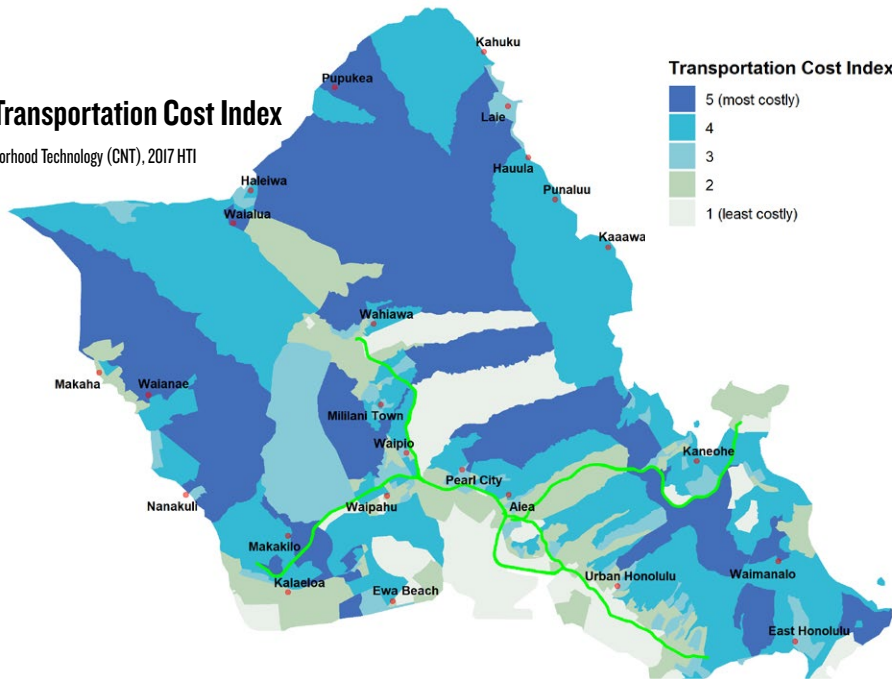 Transportation Cost Index
orhood Technology (CNT), 2017 HTI
Transportation Cost Index
5 (most costly)
4
3
2
1 (least costly)
Kahuku
Pupukea
Laie
Hauula
Haleiwa
Punaluu
Waialua
Kaaawa
Wahiawa
Makaha
Waianae
Mililani Town
Waipio
Kaneohe
Pearl City
Nanakuli
Waipahu
Aiea
Makakilo
Waimanalo
Urban Honolulu
Kalaeloa
Ewa Beach
East Honolulu